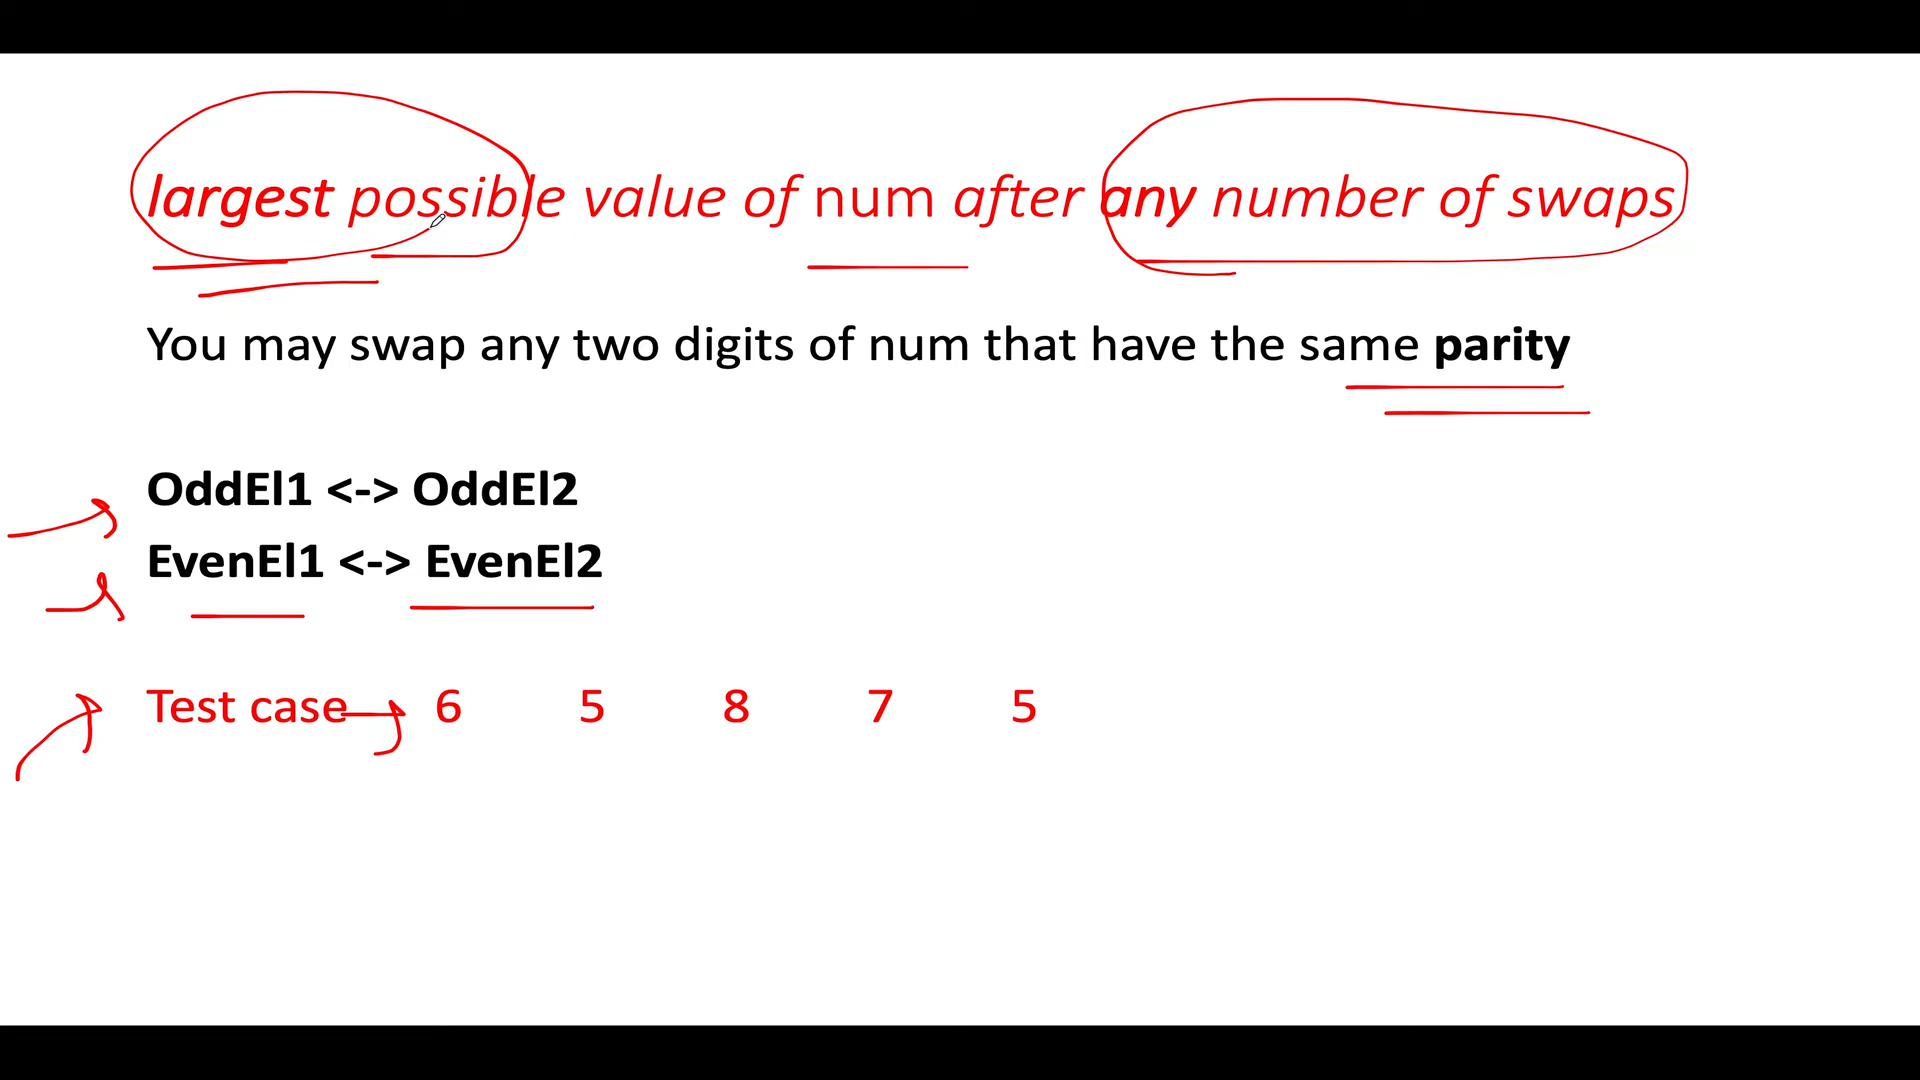 largest possible value of num after any number of swaps
You may swap any two digits of num that have the same parity
OddEl1 <-> OddEl2
EvenEl1 <-> EvenEl2
Test case 6 5 8 7 5